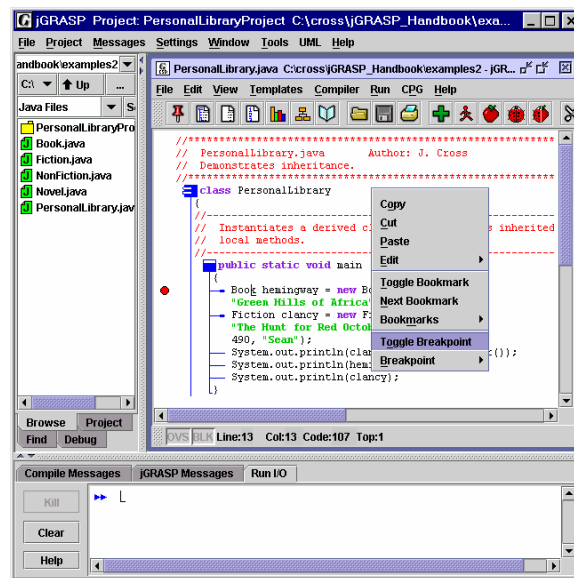 jGRASP Project: PersonalLibraryProject C:\cross\jGRASP_Handbook\exa...
File Project Messages Settings Window Tools UML Help
andbook\examples2
C:\ Up ...
Java Files
PersonalLibraryPro
Book.java
Fiction.java
NonFiction.java
Novel.java
PersonalLibrary.jav
Browse Project
Find Debug
PersonalLibrary.java C:\cross\jGRASP_Handbook\examples2 - jGR...
File Edit View Templates Compiler Run CPG Help
//*******************************************************
// PersonalLibrary.java Author: J. Cross
// Demonstrates inheritance.
//*******************************************************
class PersonalLibrary
{
//-------------------------------------------------------
// Instantiates a derived c s inherited
// local methods.
//-------------------------------------------------------
public static void main
{
Book hemingway = new Bo
"Green Hills of Africa"
Fiction clancy = new Fi
"The Hunt for Red Octob
490, "Sean");
System.out.println(clan ());
System.out.println(hemi
System.out.println(clancy);
}
Copy
Cut
Paste
Edit
Toggle Bookmark
Next Bookmark
Bookmarks
Toggle Breakpoint
Breakpoint
OVS BLK Line:13 Col:13 Code:107 Top:1
Compile Messages jGRASP Messages Run I/O
Kill
Clear
Help